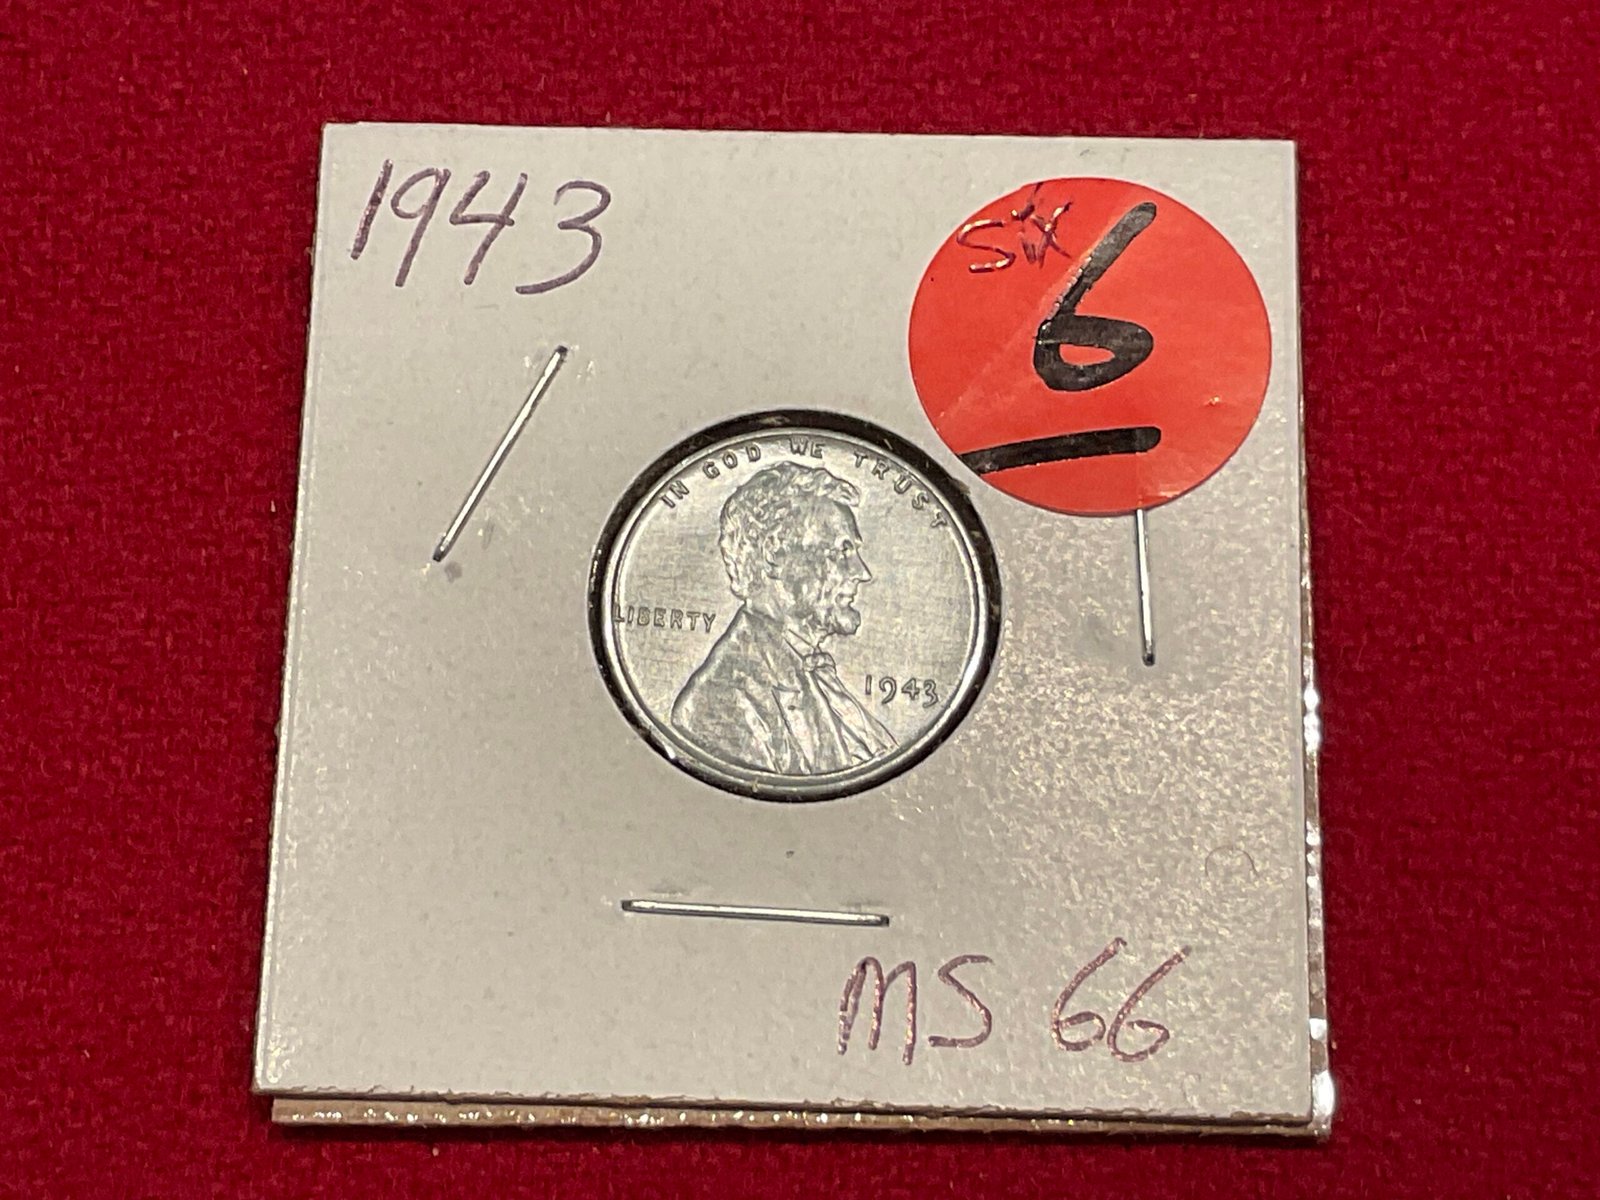 1943
six
6
IN GOD WE TRUST
LIBERTY
1943
MS 66